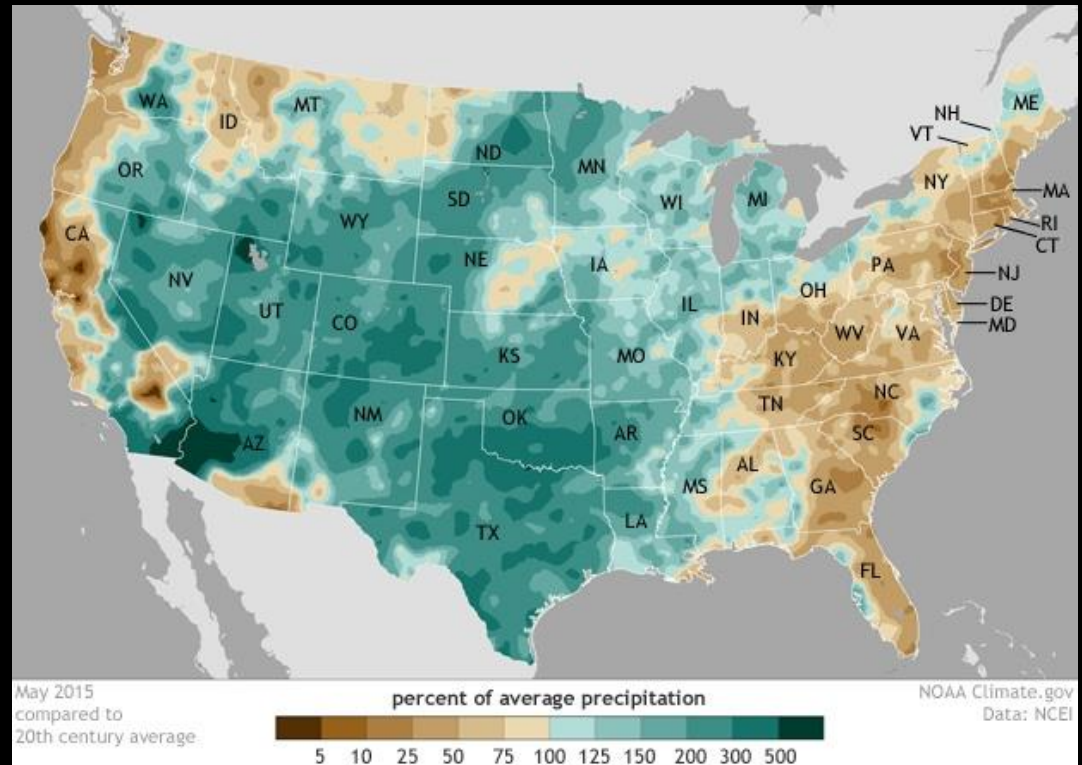 WA
MT
ME
NH
VT
ID
ND
MN
OR
NY
SD
WI
MI
MA
WY
RI
CT
CA
NE
IA
PA
NJ
NV
UT
IL
IN
OH
DE
CO
WV
VA
MD
KS
MO
KY
NM
OK
TN
NC
AZ
AR
SC
AL
MS
GA
LA
TX
FL
May 2015
compared to
20th century average
percent of average precipitation
5 10 25 50 75 100 125 150 200 300 500
NOAA Climate.gov
Data: NCEI